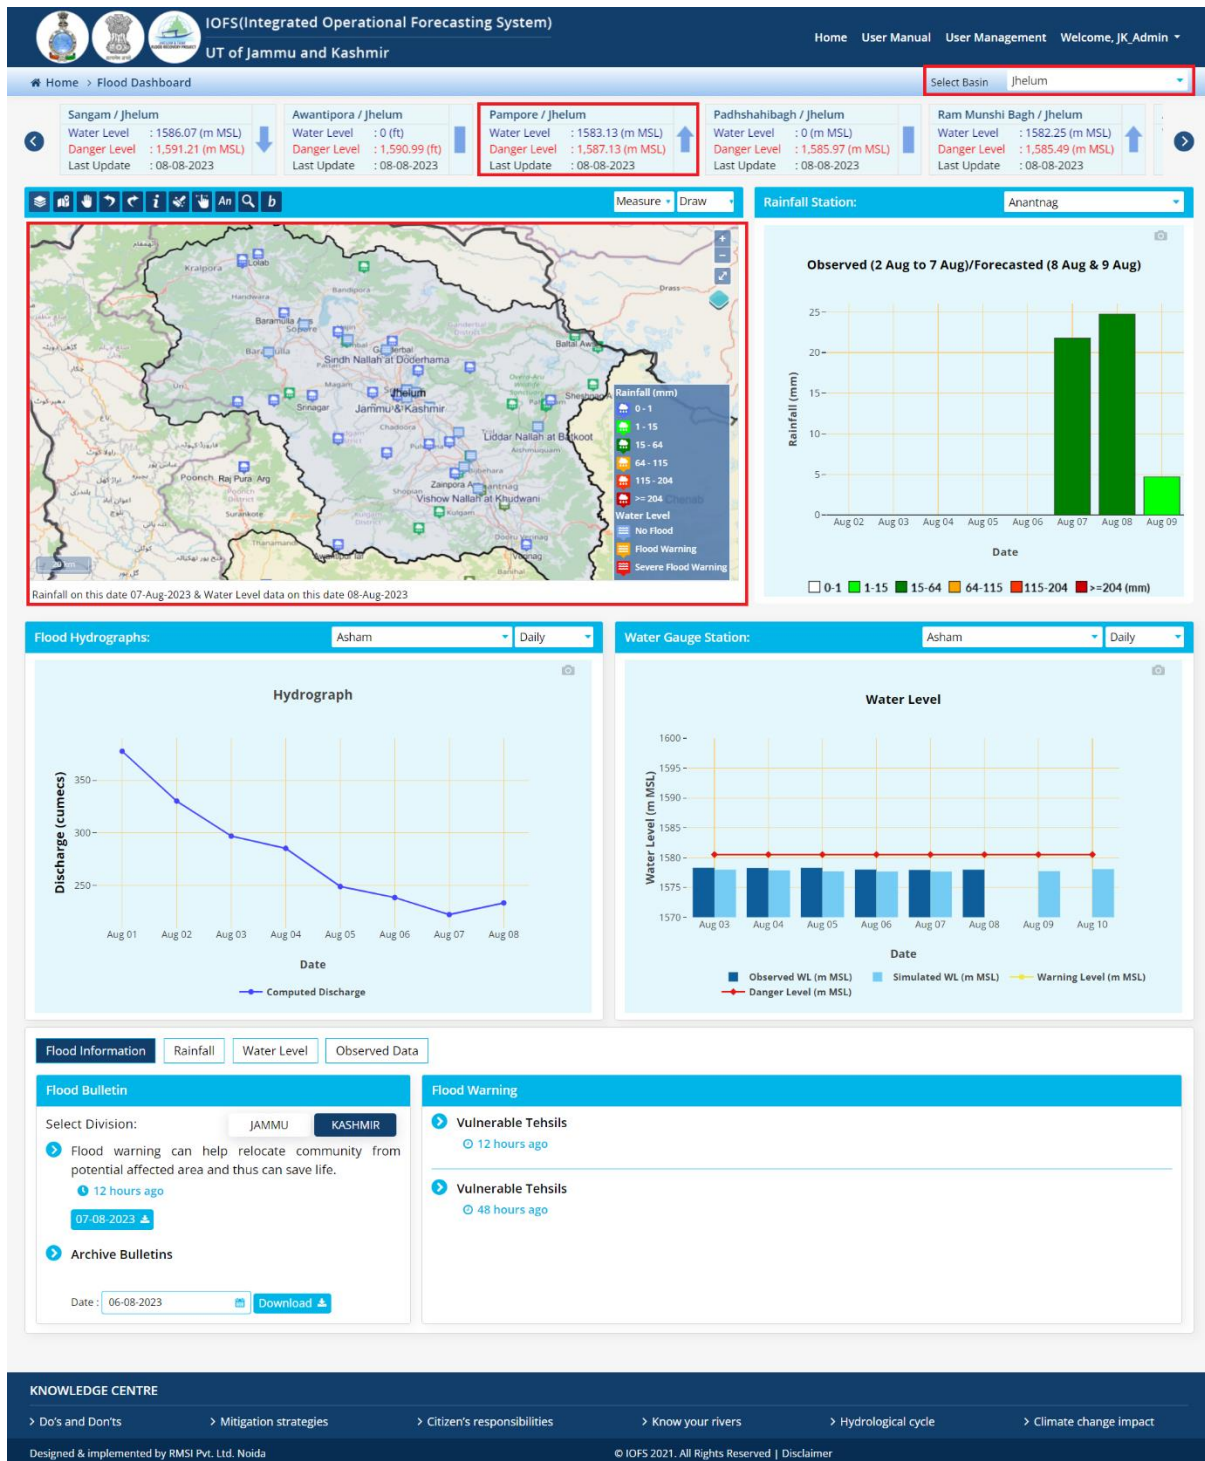 IOFS(Integrated Operational Forecasting System)
UT of Jammu and Kashmir
Home User Manual User Management Welcome, JK_Admin
Home > Flood Dashboard
Select Basin Jhelum
Sangam / Jhelum
Water Level : 1586.07 (m MSL)
Danger Level : 1,591.21 (m MSL)
Last Update : 08-08-2023
Awantipora / Jhelum
Water Level : 0 (ft)
Danger Level : 1,590.99 (ft)
Last Update : 08-08-2023
Pampore / Jhelum
Water Level : 1583.13 (m MSL)
Danger Level : 1,587.13 (m MSL)
Last Update : 08-08-2023
Padhshahibagh / Jhelum
Water Level : 0 (m MSL)
Danger Level : 1,585.97 (m MSL)
Last Update : 08-08-2023
Ram Munshi Bagh / Jhelum
Water Level : 1582.25 (m MSL)
Danger Level : 1,585.49 (m MSL)
Last Update : 08-08-2023
i An b
Measure Draw
Kralpora
Lolab
Handwara
Bandipora
Drass
Baramulla
Sopore
Baltal
Sindh Nallah at Doderhama
Uri
Magam
Jhelum
Srinagar
Jammu & Kashmir
Chadoora
Liddar Nallah at Batkoot
Poonch Raj Pura Arg
Poonch
District
Zainpora
Shopian
Vishow Nallah at Khudwani
Surankote
Kulgam
Thanamandi
Dooru Verinag
Verinag
Banihal
20 km
Rainfall (mm)
0 - 1
1 - 15
15 - 64
64 - 115
115 - 204
>= 204
Water Level
No Flood
Flood Warning
Severe Flood Warning
Rainfall on this date 07-Aug-2023 & Water Level data on this date 08-Aug-2023
Rainfall Station: Anantnag
Observed (2 Aug to 7 Aug)/Forecasted (8 Aug & 9 Aug)
Rainfall (mm)
25
20
15
10
5
0
Aug 02 Aug 03 Aug 04 Aug 05 Aug 06 Aug 07 Aug 08 Aug 09
Date
0-1 1-15 15-64 64-115 115-204 >=204 (mm)
Flood Hydrographs: Asham Daily
Hydrograph
Discharge (cumecs)
350
300
250
Aug 01 Aug 02 Aug 03 Aug 04 Aug 05 Aug 06 Aug 07 Aug 08
Date
Computed Discharge
Water Gauge Station: Asham Daily
Water Level
Water Level (m MSL)
1600
1595
1590
1585
1580
1575
1570
Aug 03 Aug 04 Aug 05 Aug 06 Aug 07 Aug 08 Aug 09 Aug 10
Date
Observed WL (m MSL) Simulated WL (m MSL) Warning Level (m MSL)
Danger Level (m MSL)
Flood Information Rainfall Water Level Observed Data
Flood Bulletin
Select Division: JAMMU KASHMIR
Flood warning can help relocate community from
potential affected area and thus can save life.
12 hours ago
07-08-2023
Archive Bulletins
Date : 06-08-2023 Download
Flood Warning
Vulnerable Tehsils
12 hours ago
Vulnerable Tehsils
48 hours ago
KNOWLEDGE CENTRE
> Do's and Don'ts > Mitigation strategies > Citizen's responsibilities > Know your rivers > Hydrological cycle > Climate change impact
Designed & implemented by RMSI Pvt. Ltd. Noida © IOFS 2021. All Rights Reserved | Disclaimer